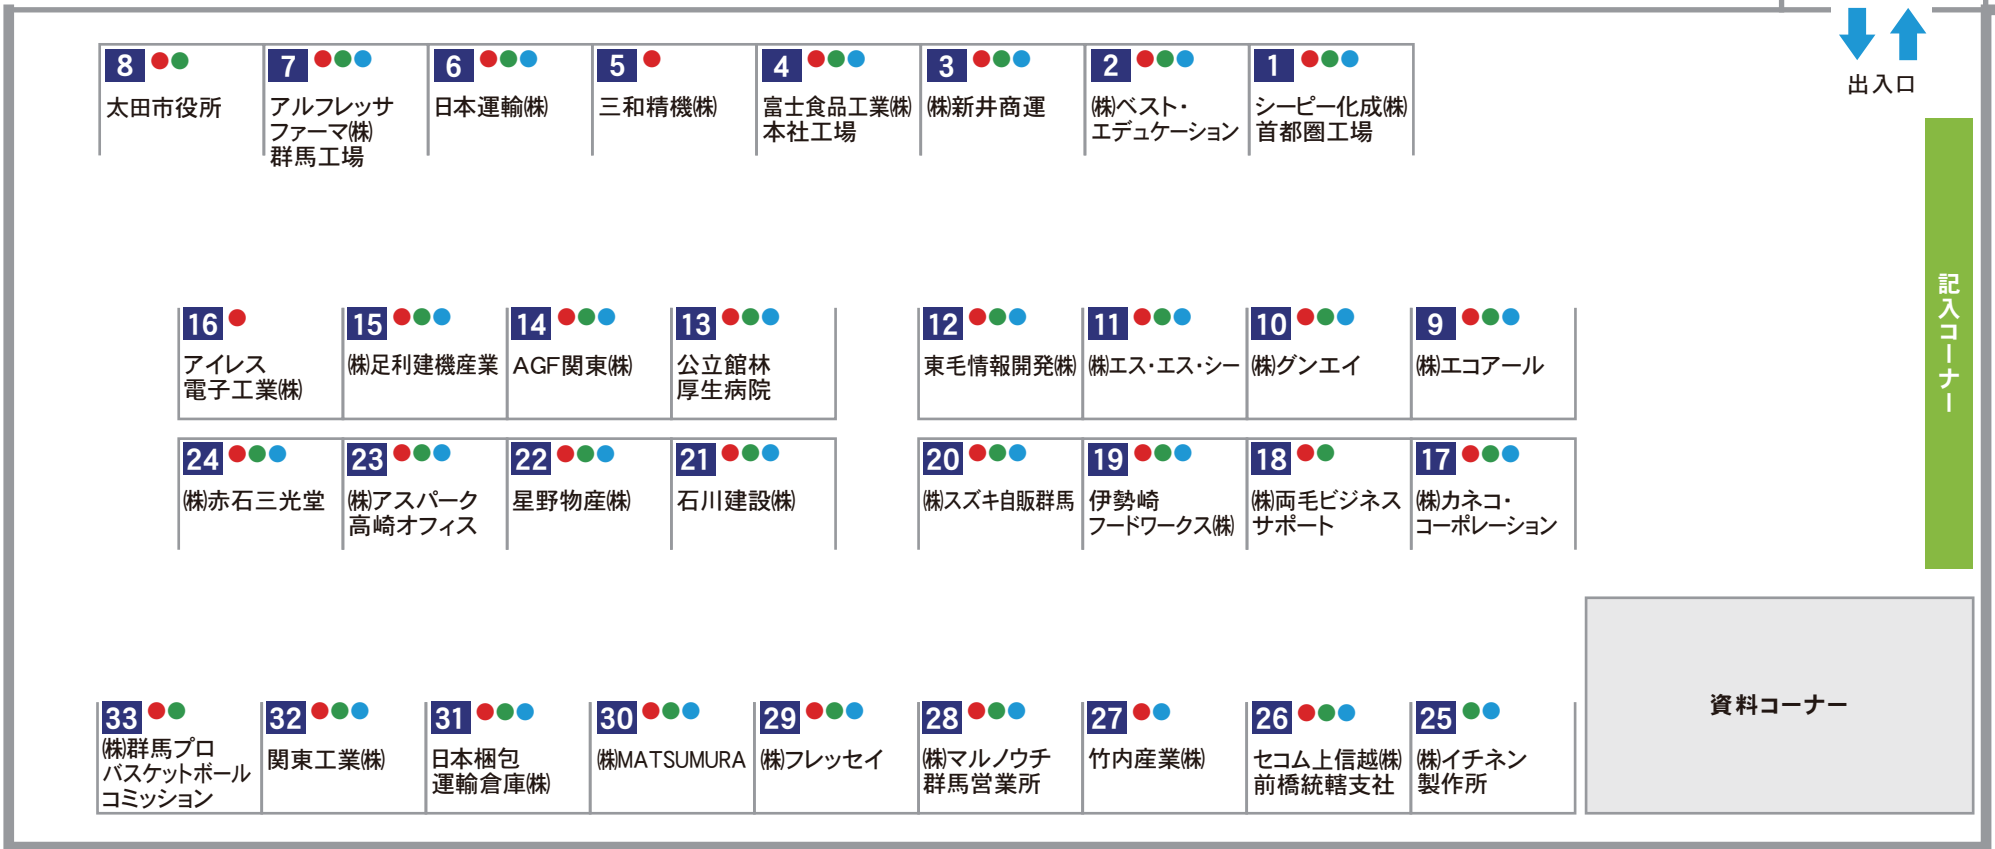 8
太田市役所
7
アルフレッサ
ファーマ㈱
群馬工場
6
日本運輸㈱
5
三和精機㈱
4
富士食品工業㈱
本社工場
3
㈱新井商運
2
㈱ベスト・
エデュケーション
1
シーピー化成㈱
首都圏工場
出入口
記入コーナー
16
アイレス
電子工業㈱
15
㈱足利建機産業
14
AGF関東㈱
13
公立館林
厚生病院
12
東毛情報開発㈱
11
㈱エス・エス・シー
10
㈱グンエイ
9
㈱エコアール
24
㈱赤石三光堂
23
㈱アスパーク
高崎オフィス
22
星野物産㈱
21
石川建設㈱
20
㈱スズキ自販群馬
19
伊勢崎
フードワークス㈱
18
㈱両毛ビジネス
サポート
17
㈱カネコ・
コーポレーション
33
㈱群馬プロ
バスケットボール
コミッション
32
関東工業㈱
31
日本梱包
運輸倉庫㈱
30
㈱MATSUMURA
29
㈱フレッセイ
28
㈱マルノウチ
群馬営業所
27
竹内産業㈱
26
セコム上信越㈱
前橋統轄支社
25
㈱イチネン
製作所
資料コーナー